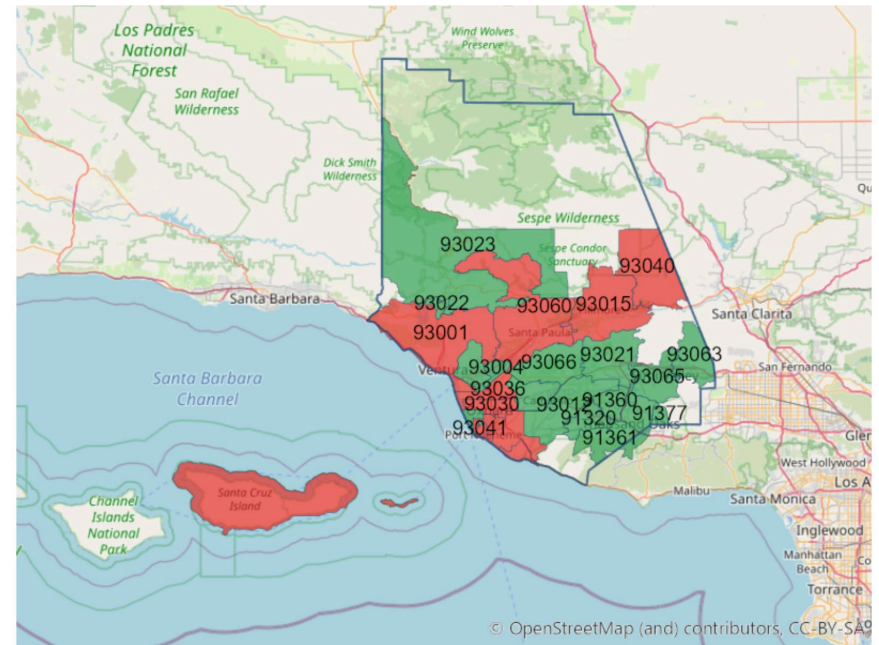 Los Padres
National
Forest
Wind Wolves
Preserve
San Rafael
Wilderness
Dick Smith
Wilderness
Sespe Wilderness
Sespe Condor
Sanctuary
93023
93040
Santa Barbara
93022
93060
93015
Santa Clarita
93001
Santa Paula
93004
93066
93021
93063
93065
San Fernando
Santa Barbara
Channel
93036
93030
93012
91360
91320
91377
93041
91361
Glen
West Hollywood
Los A
Malibu
Santa Monica
Santa Cruz
Island
Channel
Islands
National
Park
Inglewood
Manhattan
Beach
Torrance
© OpenStreetMap (and) contributors, CC-BY-SA